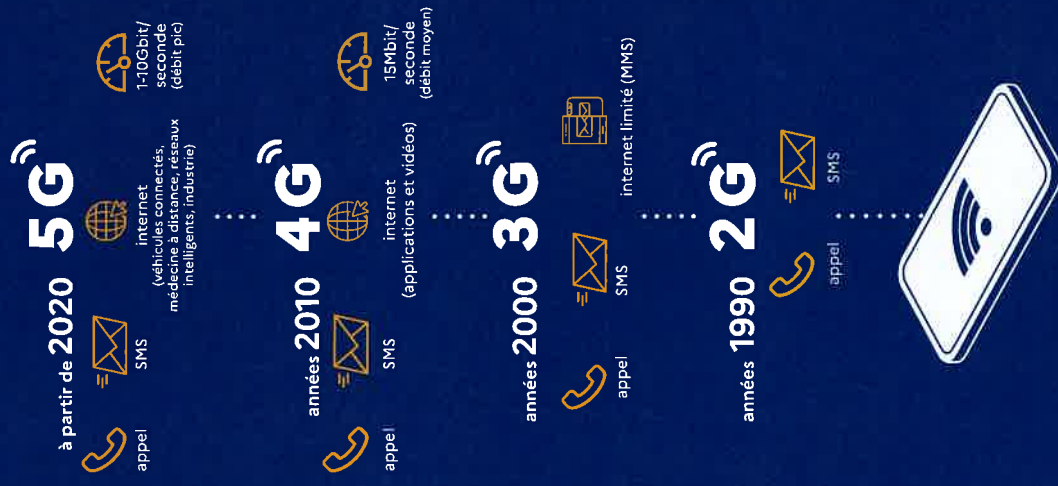 à partir de 2020 5G
appel
SMS
internet
(véhicules connectés,
médecine à distance, réseaux
intelligents, industrie)
1-10Gbit/
seconde
(débit pic)
années 2010 4G
appel
SMS
internet
(applications et vidéos)
15Mbit/
seconde
(débit moyen)
années 2000 3G
appel
SMS
internet limité (MMS)
années 1990 2G
appel
SMS